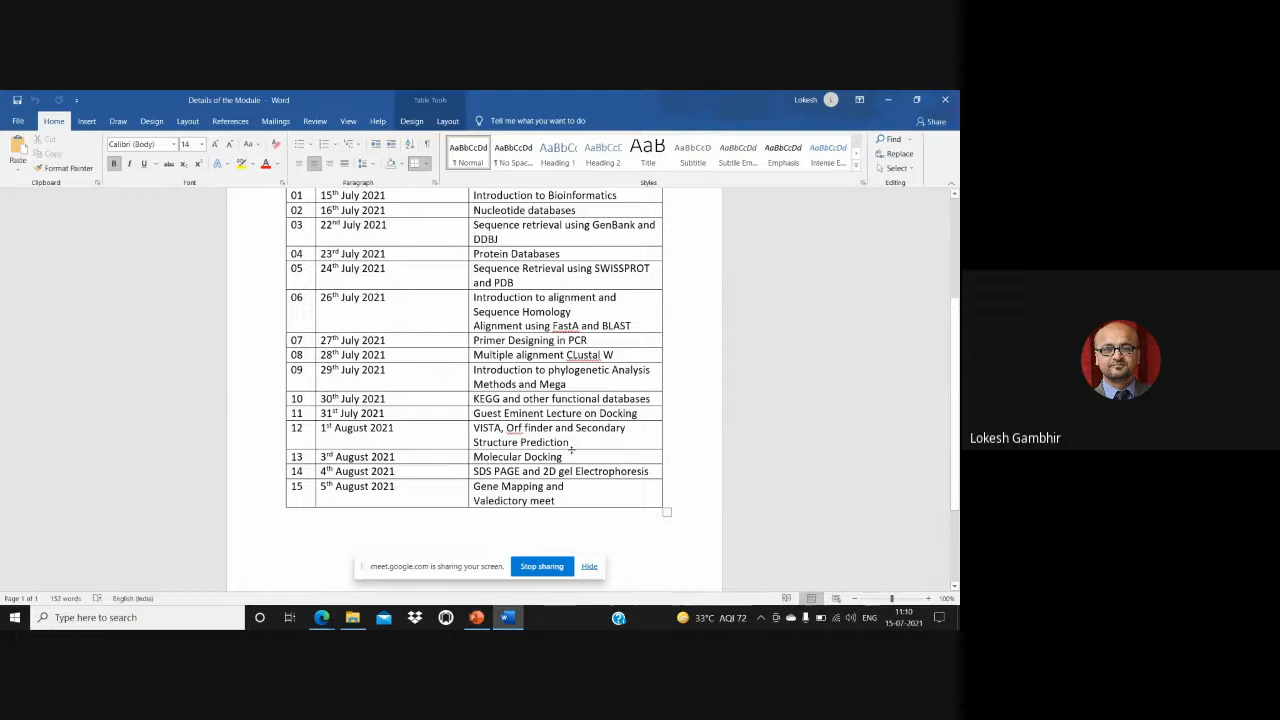 Details of the Module - Word
Table Tools
Lokesh L
File Home Insert Draw Design Layout References Mailings Review View Help Design Layout Tell me what you want to do Share
Paste
Cut
Copy
Format Painter
Clipboard
Calibri (Body) 14
Font
Paragraph
AaBbCcDc AaBbCcDc AaBbC( AaBbCcC AaB AaBbCcD AaBbCcDc AaBbCcDc AaBbCcDc
¶ Normal ¶ No Spac... Heading 1 Heading 2 Title Subtitle Subtle Em... Emphasis Intense E...
Styles
Find
Replace
Select
Editing
01 15th July 2021 Introduction to Bioinformatics
02 16th July 2021 Nucleotide databases
03 22nd July 2021 Sequence retrieval using GenBank and
DDBJ
04 23rd July 2021 Protein Databases
05 24th July 2021 Sequence Retrieval using SWISSPROT
and PDB
06 26th July 2021 Introduction to alignment and
Sequence Homology
Alignment using FastA and BLAST
07 27th July 2021 Primer Designing in PCR
08 28th July 2021 Multiple alignment CLustal W
09 29th July 2021 Introduction to phylogenetic Analysis
Methods and Mega
10 30th July 2021 KEGG and other functional databases
11 31st July 2021 Guest Eminent Lecture on Docking
12 1st August 2021 VISTA, Orf finder and Secondary
Structure Prediction
13 3rd August 2021 Molecular Docking
14 4th August 2021 SDS PAGE and 2D gel Electrophoresis
15 5th August 2021 Gene Mapping and
Valedictory meet
meet.google.com is sharing your screen. Stop sharing Hide
Page 1 of 1 152 words English (India) 100%
Type here to search
33°C AQI 72 ENG
11:10
15-07-2021
Lokesh Gambhir